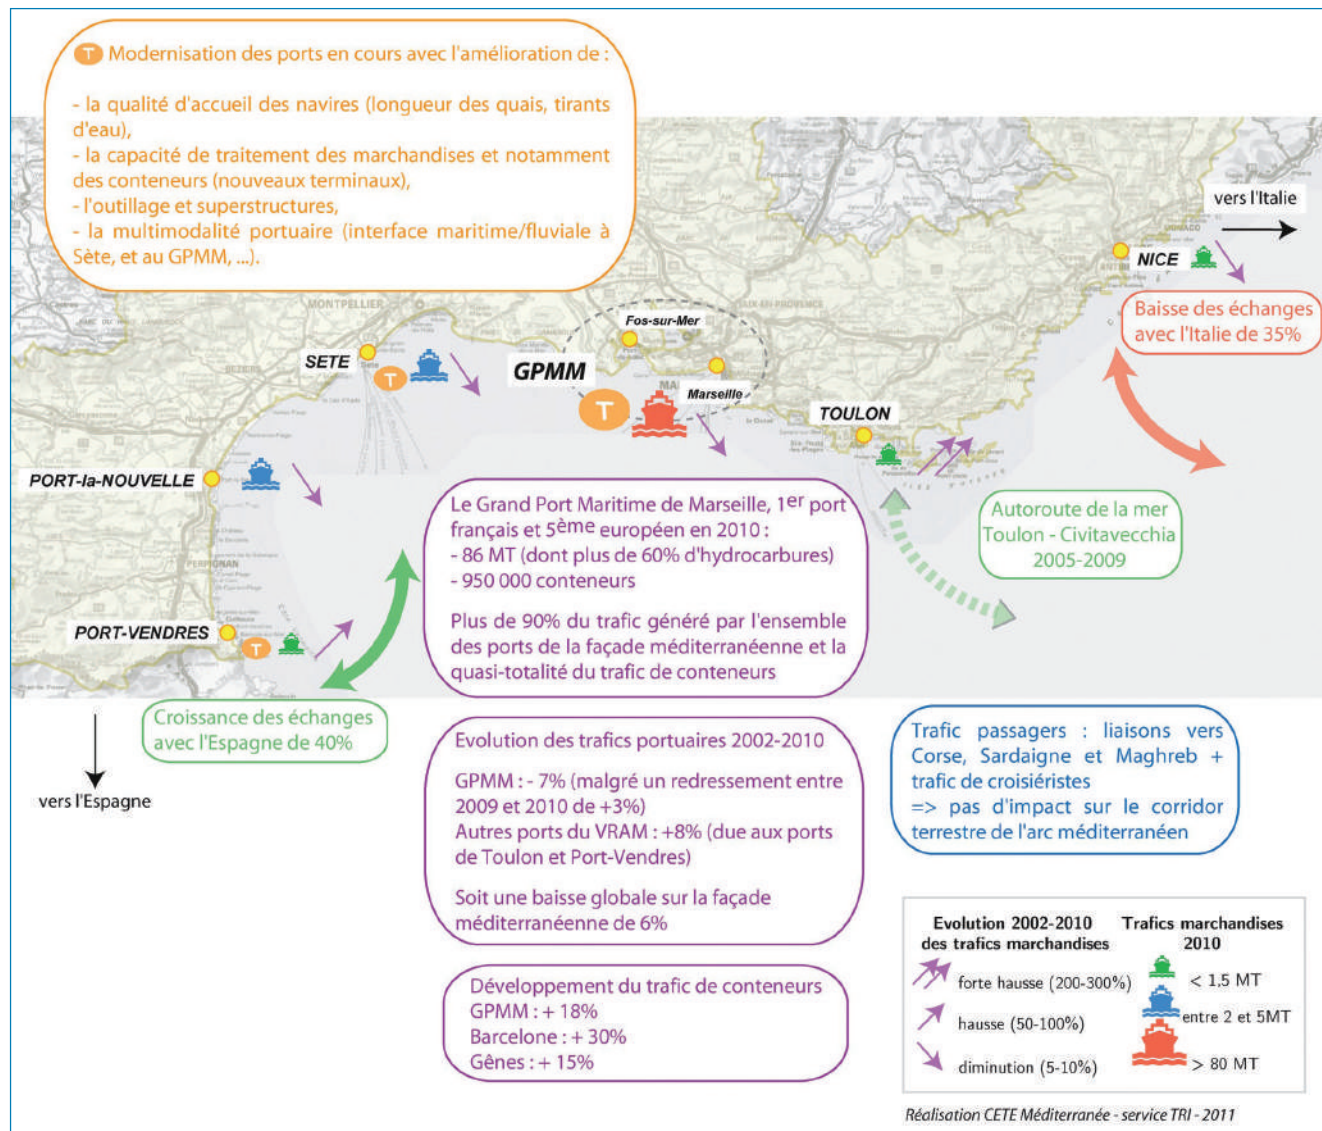 T Modernisation des ports en cours avec l'amélioration de :
- la qualité d'accueil des navires (longueur des quais, tirants
d'eau),
- la capacité de traitement des marchandises et notamment
des conteneurs (nouveaux terminaux),
- l'outillage et superstructures,
- la multimodalité portuaire (interface maritime/fluviale à
Sète, et au GPMM, ...).
vers l'Italie
MONACO
NICE
Baisse des échanges
avec l'Italie de 35%
MONTPELLIER
AIX-EN-PROVENCE
Fos-sur-Mer
SETE
Sète
T
GPMM
T
Marseille
TOULON
BEZIERS
PORT-la-NOUVELLE
PERPIGNAN
PORT-VENDRES
T
Autoroute de la mer
Toulon - Civitavecchia
2005-2009
Le Grand Port Maritime de Marseille, 1er port
français et 5ème européen en 2010 :
- 86 MT (dont plus de 60% d'hydrocarbures)
- 950 000 conteneurs
Plus de 90% du trafic généré par l'ensemble
des ports de la façade méditerranéenne et la
quasi-totalité du trafic de conteneurs
Croissance des échanges
avec l'Espagne de 40%
vers l'Espagne
Evolution des trafics portuaires 2002-2010
GPMM : - 7% (malgré un redressement entre
2009 et 2010 de +3%)
Autres ports du VRAM : +8% (due aux ports
de Toulon et Port-Vendres)
Soit une baisse globale sur la façade
méditerranéenne de 6%
Trafic passagers : liaisons vers
Corse, Sardaigne et Maghreb +
trafic de croisiéristes
=> pas d'impact sur le corridor
terrestre de l'arc méditerranéen
Développement du trafic de conteneurs
GPMM : + 18%
Barcelone : + 30%
Gênes : + 15%
Evolution 2002-2010
des trafics marchandises
forte hausse (200-300%)
hausse (50-100%)
diminution (5-10%)
Trafics marchandises
2010
< 1,5 MT
entre 2 et 5MT
> 80 MT
Réalisation CETE Méditerranée - service TRI - 2011